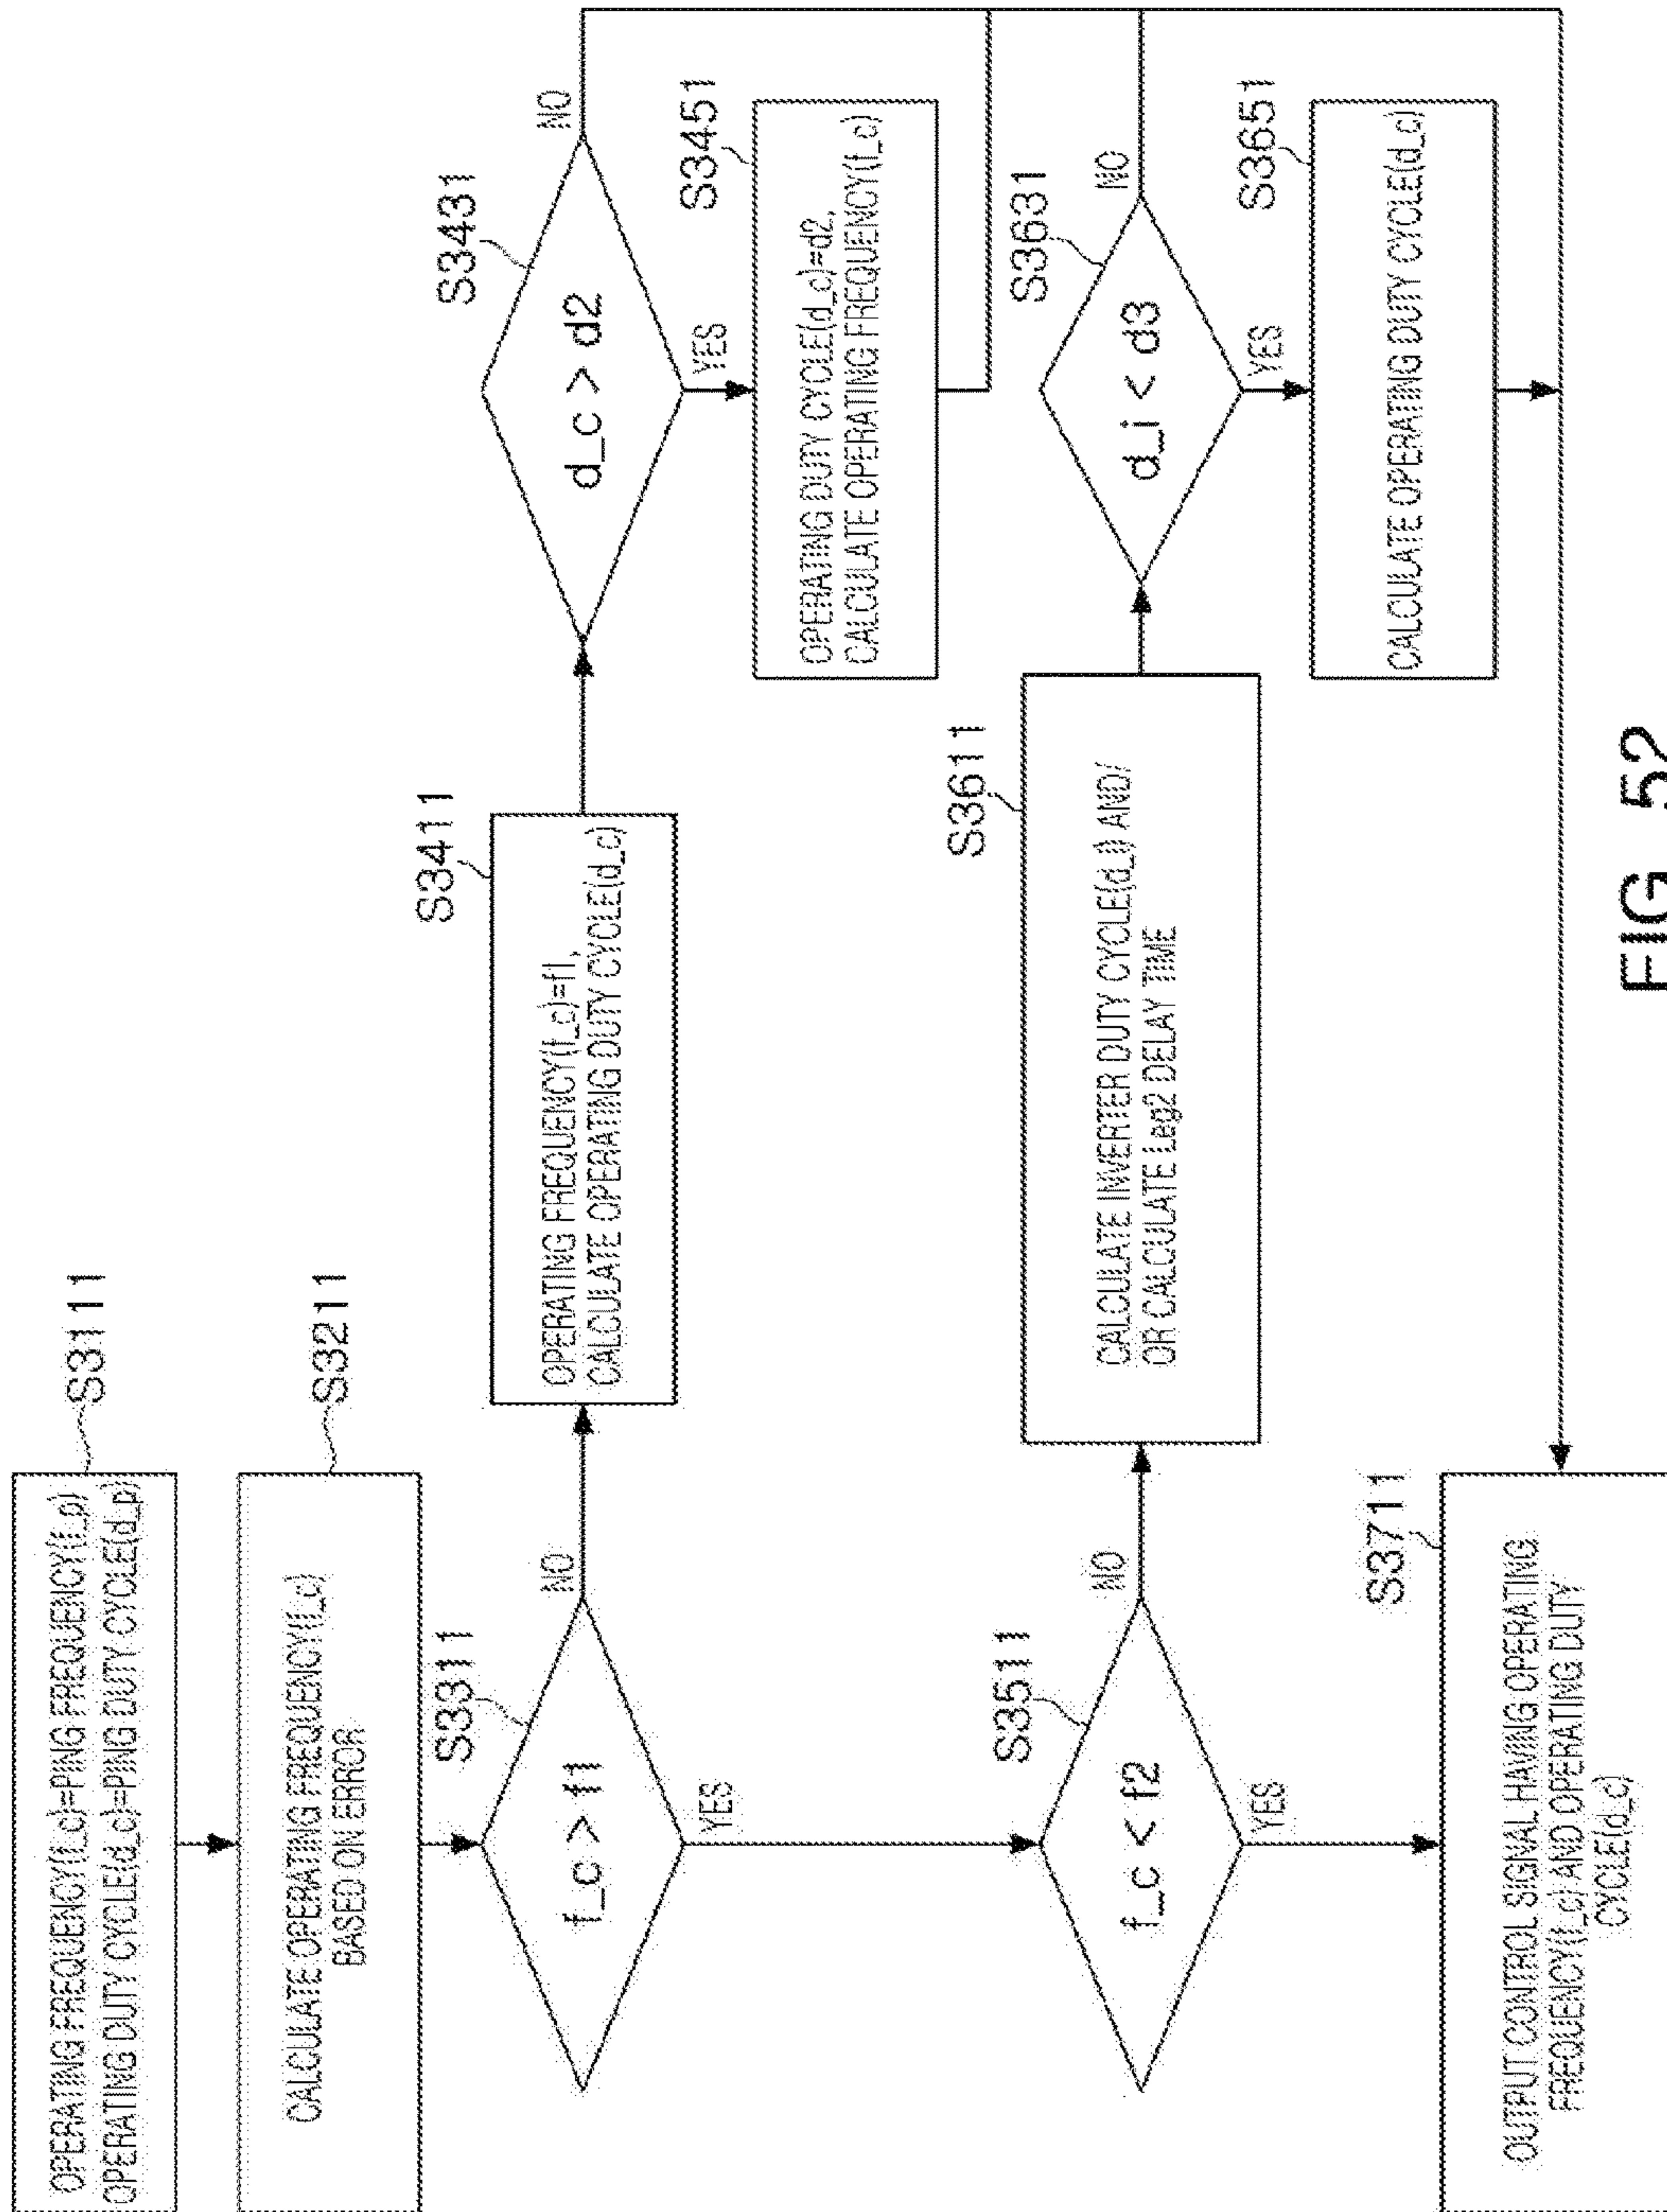 OPERATING FREQUENCY(f_c)=PING FREQUENCY(f_p)
OPERATING DUTY CYCLE(d_c)=PING DUTY CYCLE(d_p)
S3111
CALCULATE OPERATING FREQUENCY(f_c)
BASED ON ERROR
S3211
f_c > f1
S3311
NO
YES
OPERATING FREQUENCY(f_c)=f1,
CALCULATE OPERATING DUTY CYCLE(d_c)
S3411
d_c > d2
S3431
NO
YES
OPERATING DUTY CYCLE(d_c)=d2,
CALCULATE OPERATING FREQUENCY(f_c)
S3451
f_c < f2
S3511
NO
YES
CALCULATE INVERTER DUTY CYCLE(d_i) AND/
OR CALCULATE Leg2 DELAY TIME
S3611
d_i < d3
S3631
NO
YES
CALCULATE OPERATING DUTY CYCLE(d_c)
S3651
OUTPUT CONTROL SIGNAL HAVING OPERATING
FREQUENCY(f_c) AND OPERATING DUTY
CYCLE(d_c)
S3711
FIG. 52